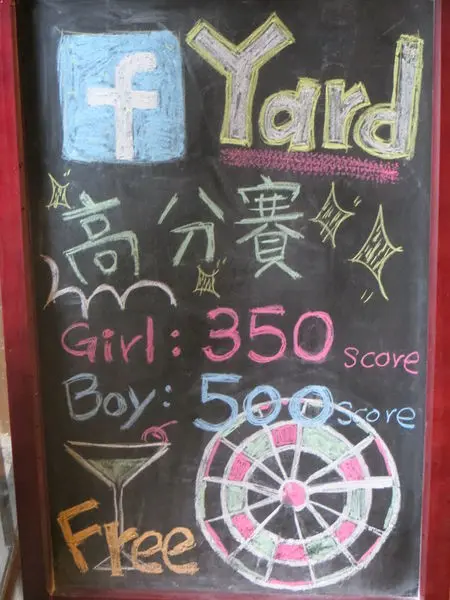 f Yard
高分賽
Girl: 350 score
Boy: 500 score
Free